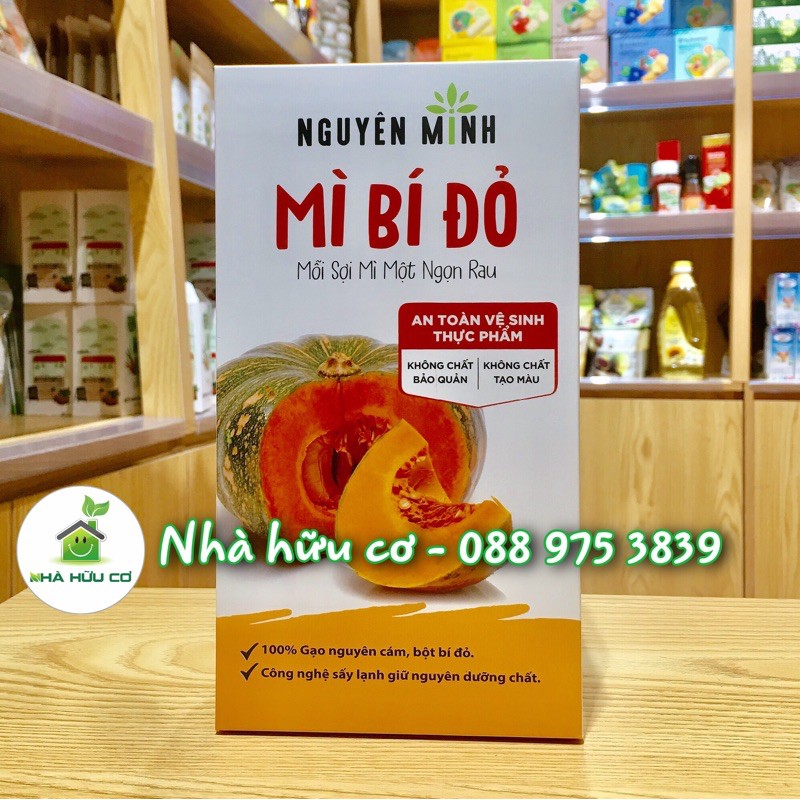 NGUYÊN MINH
MÌ BÍ ĐỎ
Mỗi Sợi Mì Một Ngọn Rau
AN TOÀN VỆ SINH
THỰC PHẨM
KHÔNG CHẤT
BẢO QUẢN
KHÔNG CHẤT
TẠO MÀU
Nhà hữu cơ - 088 975 3839
NHÀ HỮU CƠ
100% Gạo nguyên cám, bột bí đỏ.
Công nghệ sấy lạnh giữ nguyên dưỡng chất.